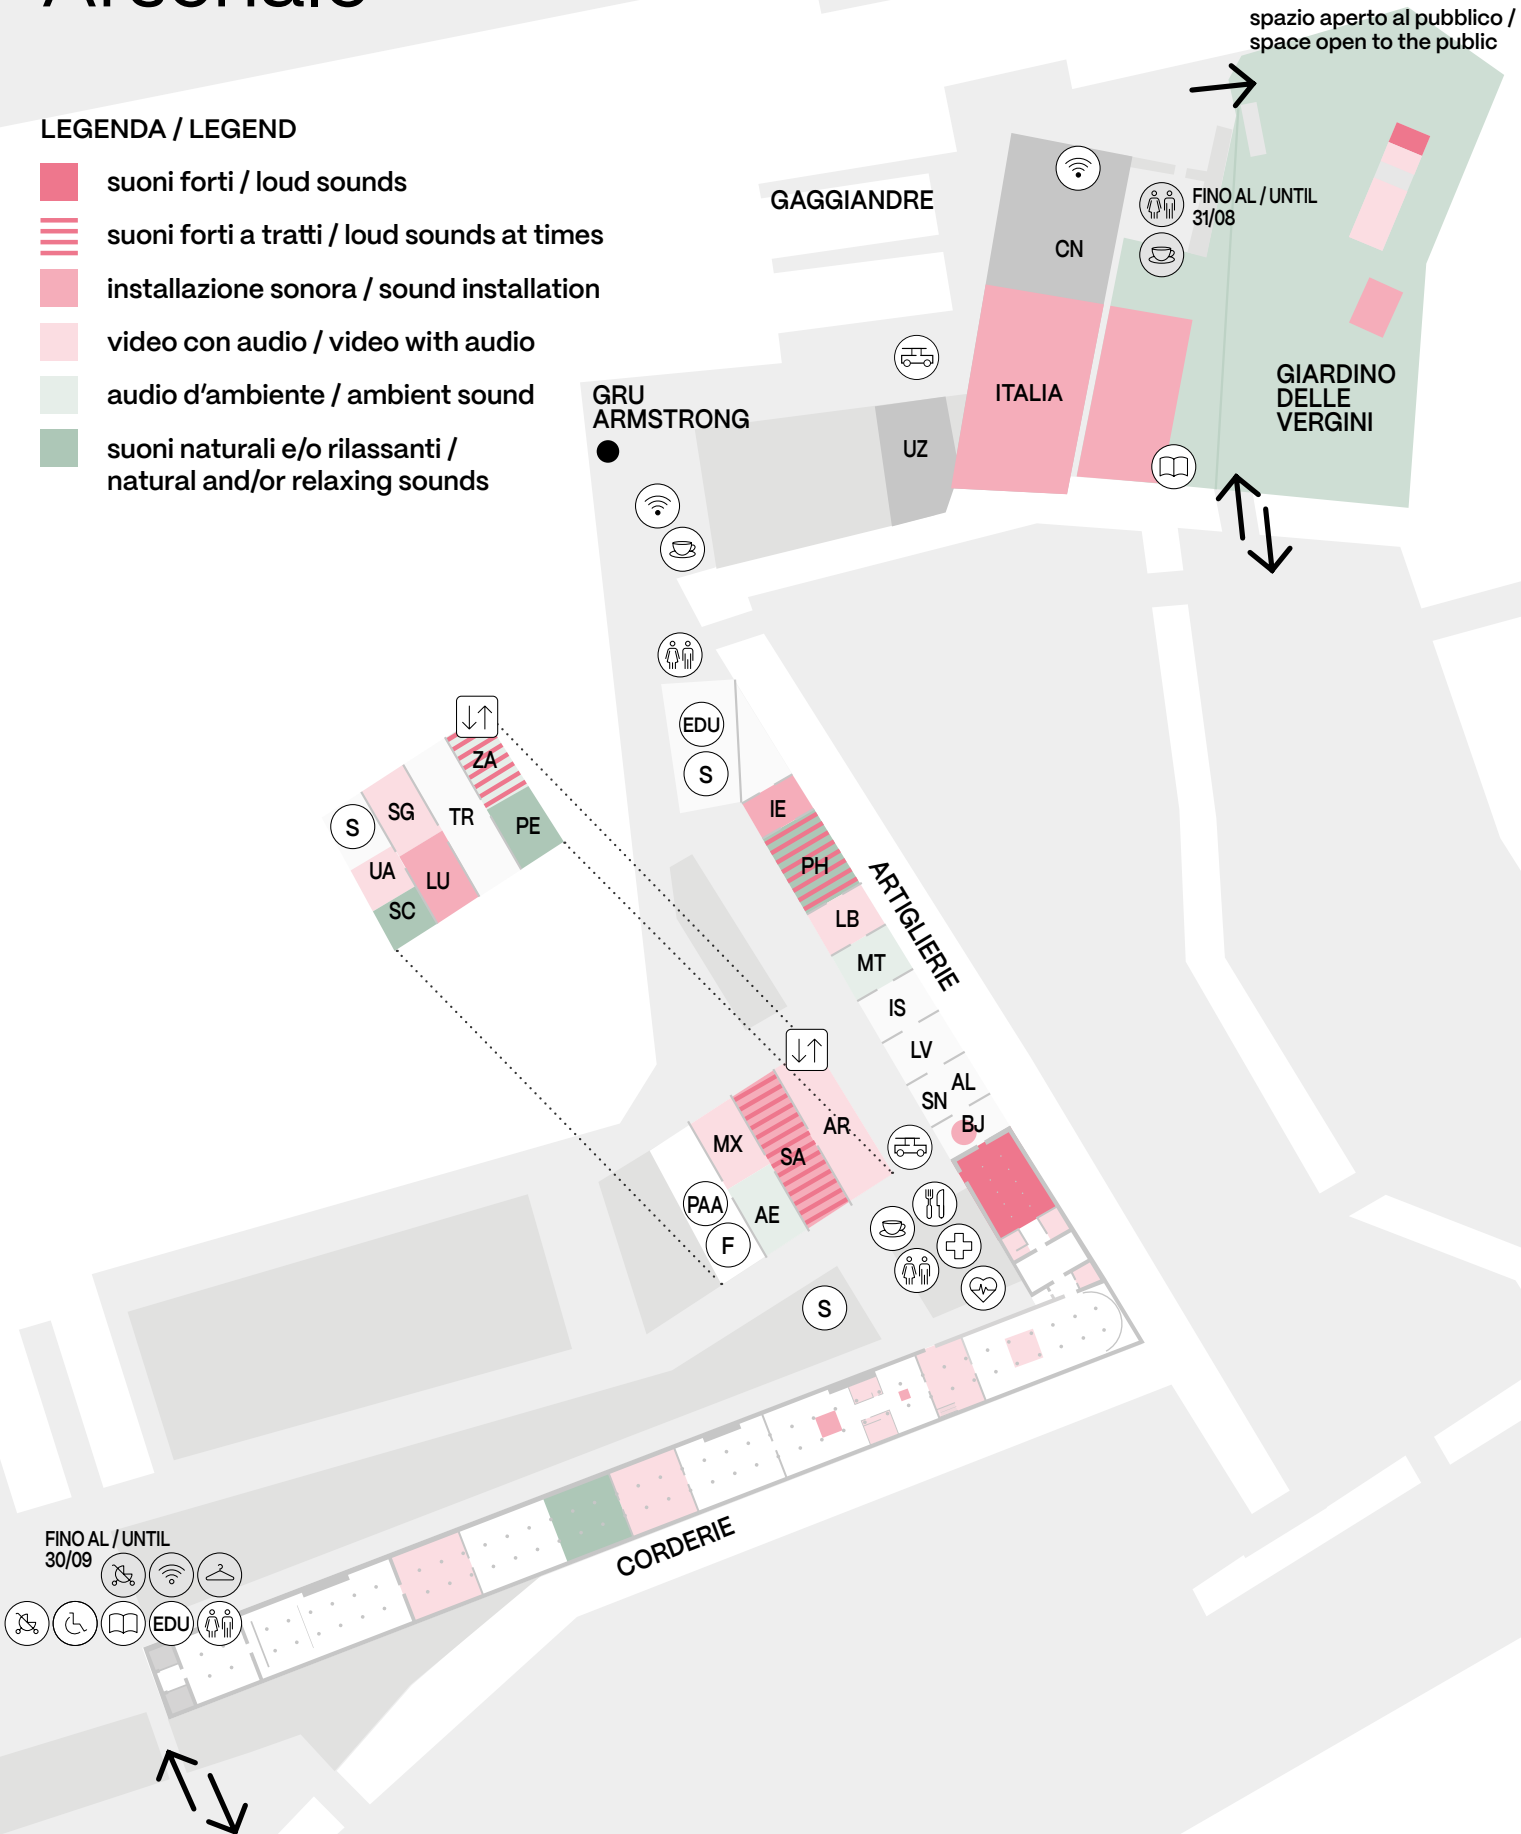 Arsenale
spazio aperto al pubblico /
space open to the public
LEGENDA / LEGEND
suoni forti / loud sounds
suoni forti a tratti / loud sounds at times
installazione sonora / sound installation
video con audio / video with audio
audio d'ambiente / ambient sound
suoni naturali e/o rilassanti /
natural and/or relaxing sounds
GAGGIANDRE
FINO AL / UNTIL
31/08
CN
ITALIA
GIARDINO
DELLE
VERGINI
GRU
ARMSTRONG
UZ
EDU
S
ZA
SG
TR
PE
S
UA
LU
SC
IE
PH
LB
MT
IS
LV
AL
SN
BJ
ARTIGLIERIE
MX
SA
AR
PAA
AE
F
S
CORDERIE
FINO AL / UNTIL
30/09
EDU